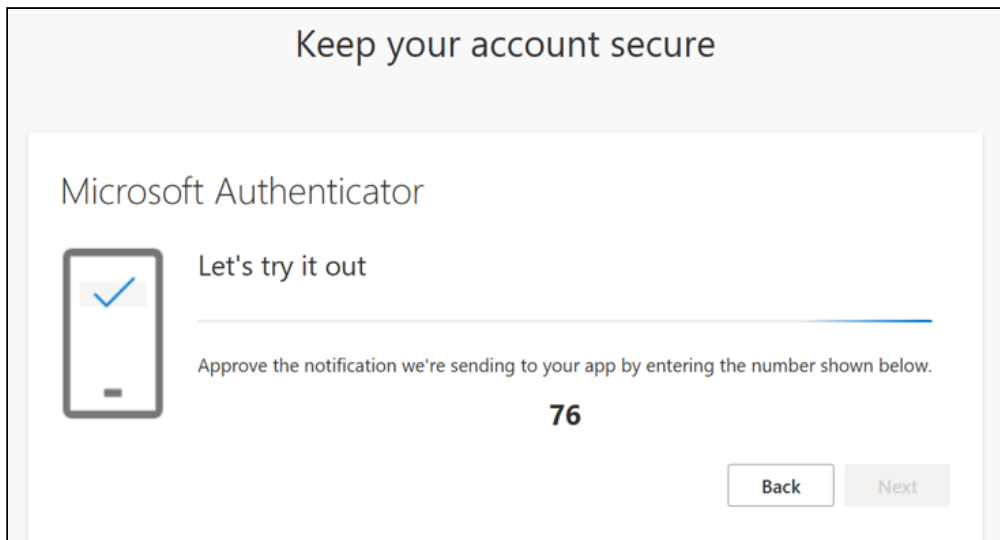 Keep your account secure
Microsoft Authenticator
Let's try it out
Approve the notification we're sending to your app by entering the number shown below.
76
Back
Next